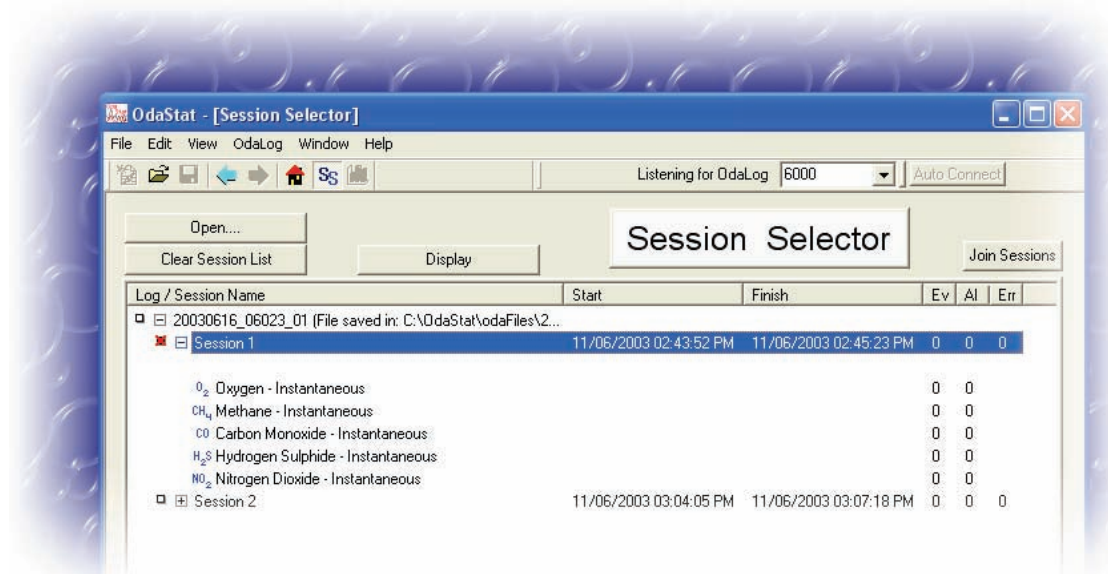 OdaStat - [Session Selector]
File Edit View OdaLog Window Help
SS Listening for OdaLog 6000 Auto Connect
Open....
Session Selector
Clear Session List Display Join Sessions
Log / Session Name Start Finish Ev Al Err
20030616_06023_01 (File saved in: C:\OdaStat\odaFiles\2...
Session 1 11/06/2003 02:43:52 PM 11/06/2003 02:45:23 PM 0 0 0
O₂ Oxygen - Instantaneous 0 0
CH₄ Methane - Instantaneous 0 0
CO Carbon Monoxide - Instantaneous 0 0
H₂S Hydrogen Sulphide - Instantaneous 0 0
NO₂ Nitrogen Dioxide - Instantaneous 0 0
Session 2 11/06/2003 03:04:05 PM 11/06/2003 03:07:18 PM 0 0 0